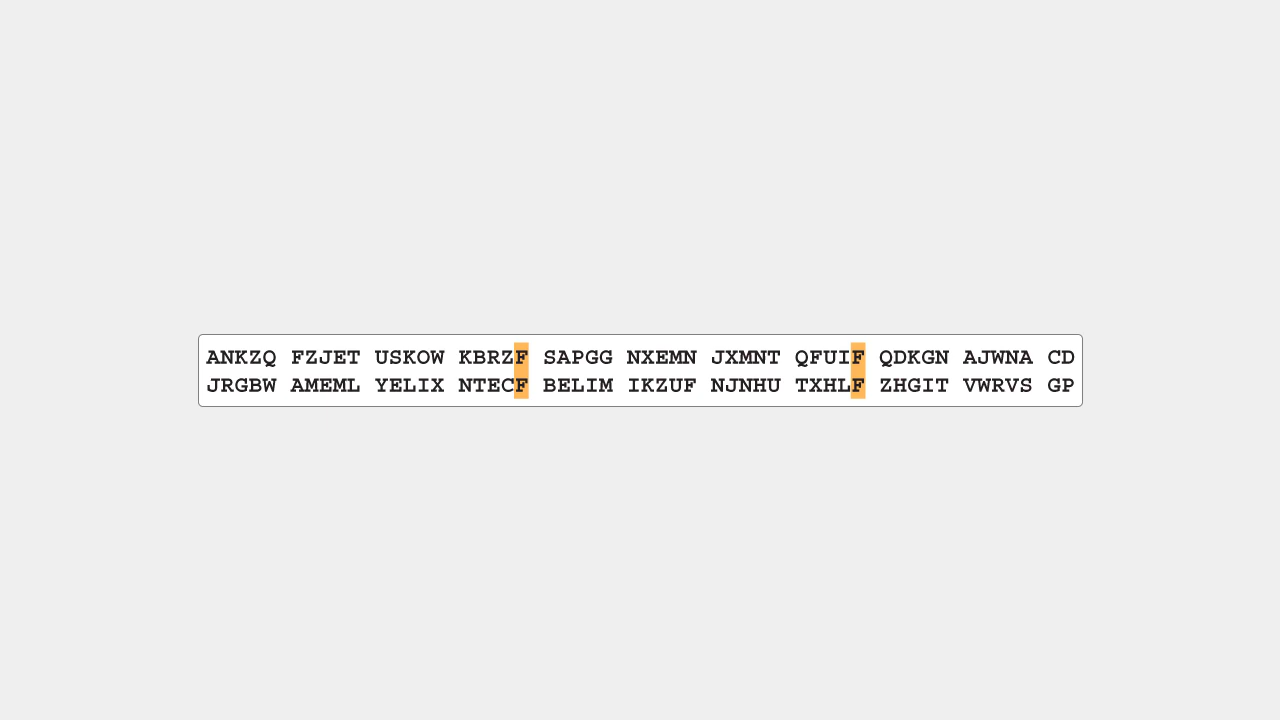 ANKZQ FZJET USKOW KBRZF SAPGG NXEMN JXMNT QFUIF QDKGN AJWNA CD
JRGBW AMEML YELIX NTECF BELIM IKZUF NJNHU TXHLF ZHGIT VWRVS GP